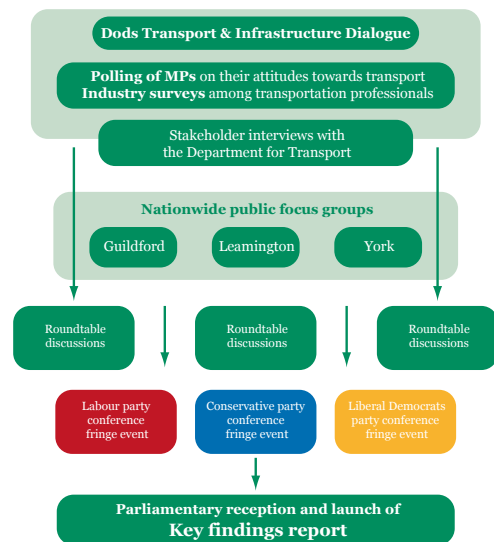 Dods Transport & Infrastructure Dialogue
Polling of MPs on their attitudes towards transport
Industry surveys among transportation professionals
Stakeholder interviews with
the Department for Transport
Nationwide public focus groups
Guildford
Leamington
York
Roundtable
discussions
Roundtable
discussions
Roundtable
discussions
Labour party
conference
fringe event
Conservative party
conference
fringe event
Liberal Democrats
party conference
fringe event
Parliamentary reception and launch of
Key findings report